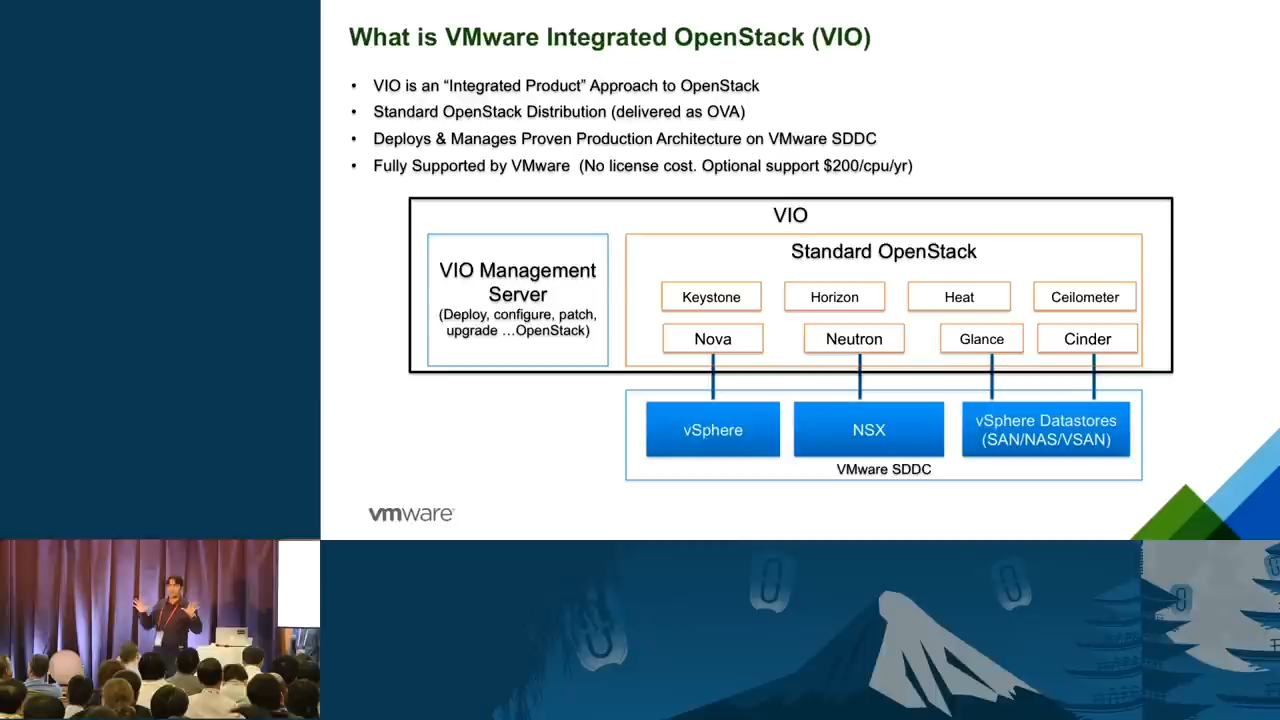 What is VMware Integrated OpenStack (VIO)
• VIO is an “Integrated Product” Approach to OpenStack
• Standard OpenStack Distribution (delivered as OVA)
• Deploys & Manages Proven Production Architecture on VMware SDDC
• Fully Supported by VMware (No license cost. Optional support $200/cpu/yr)
VIO
VIO Management
Server
(Deploy, configure, patch,
upgrade …OpenStack)
Standard OpenStack
Keystone
Horizon
Heat
Ceilometer
Nova
Neutron
Glance
Cinder
vSphere
NSX
vSphere Datastores
(SAN/NAS/VSAN)
VMware SDDC
vmware